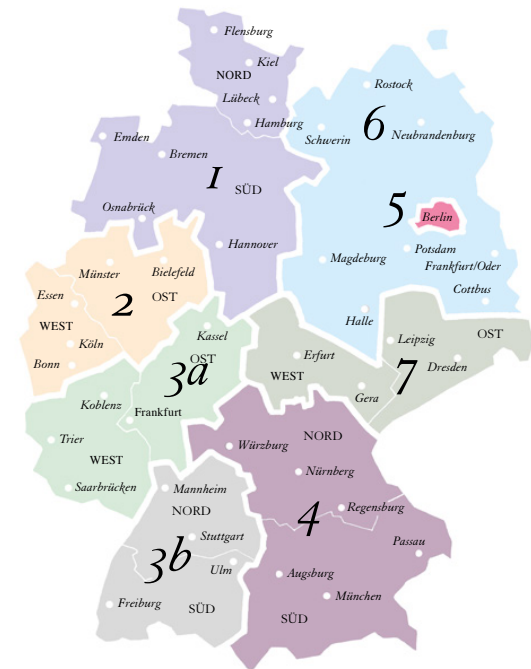 Flensburg
Kiel
NORD
Rostock
Lübeck
Hamburg
6
Schwerin
Neubrandenburg
Emden
Bremen
1
SÜD
Osnabrück
5
Berlin
Hannover
Potsdam
Magdeburg
Frankfurt/Oder
Münster
Bielefeld
Cottbus
Essen
2
OST
WEST
Halle
Köln
Kassel
Leipzig
OST
Bonn
OST
Erfurt
Dresden
3a
WEST
7
Gera
Koblenz
Frankfurt
Trier
NORD
Würzburg
WEST
Nürnberg
Saarbrücken
Mannheim
NORD
Regensburg
4
Stuttgart
Passau
3b
Ulm
Augsburg
Freiburg
SÜD
München
SÜD